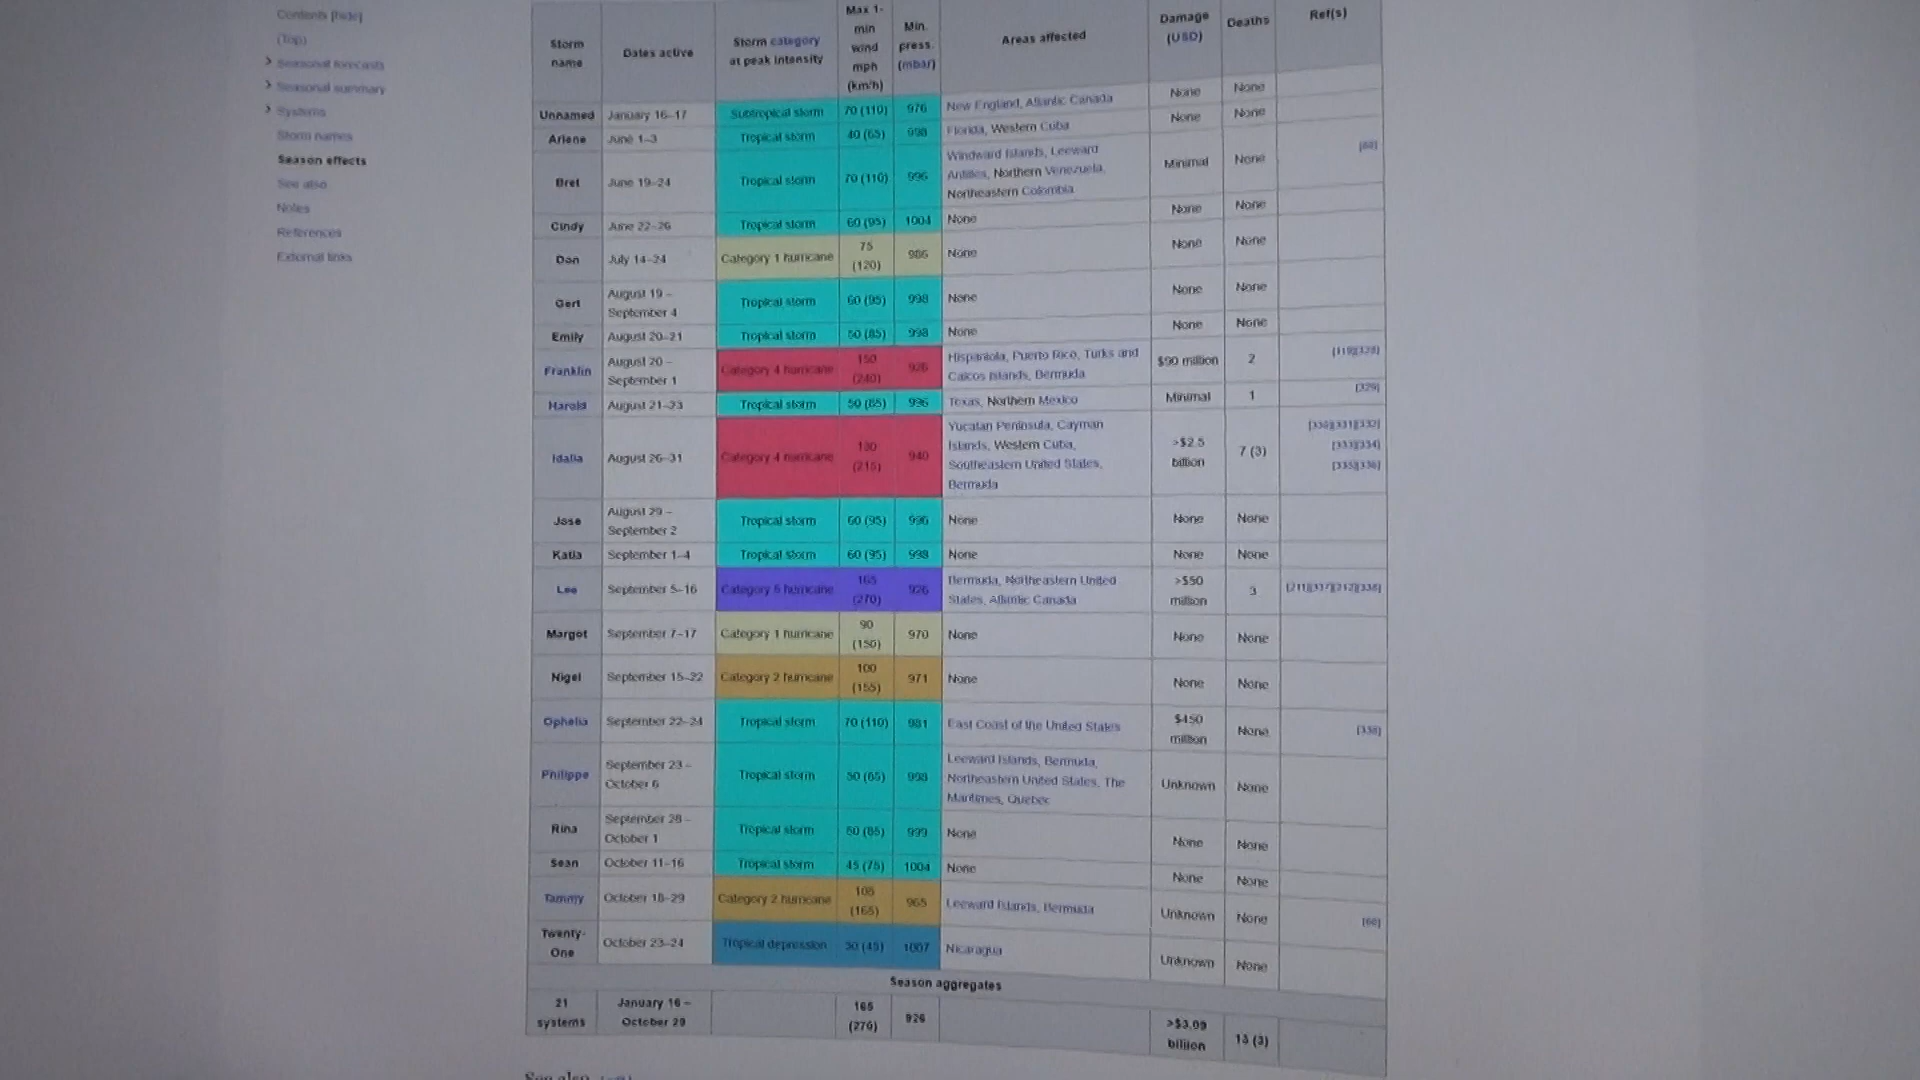 Contents [hide]
(Top)
Seasonal forecasts
Seasonal summary
Systems
Storm names
Season effects
See also
Notes
References
External links
Storm name | Dates active | Storm category at peak intensity | Max 1-min wind mph (km/h) | Min. press. (mbar) | Areas affected | Damage (USD) | Deaths | Ref(s)
Unnamed | January 16–17 | Subtropical storm | 70 (110) | 976 | New England, Atlantic Canada | None | None
Arlene | June 1–3 | Tropical storm | 40 (65) | 998 | Florida, Western Cuba | None | None
Bret | June 19–24 | Tropical storm | 70 (110) | 996 | Windward Islands, Leeward Antilles, Northern Venezuela, Northeastern Colombia | Minimal | None
Cindy | June 22–26 | Tropical storm | 60 (95) | 1004 | None | None | None
Don | July 14–24 | Category 1 hurricane | 75 (120) | 986 | None | None | None
Gert | August 19 – September 4 | Tropical storm | 60 (95) | 998 | None | None | None
Emily | August 20–21 | Tropical storm | 50 (85) | 998 | None | None | None
Franklin | August 20 – September 1 | Category 4 hurricane | 150 (240) | 926 | Hispaniola, Puerto Rico, Turks and Caicos Islands, Bermuda | $90 million | 2
Harold | August 21–23 | Tropical storm | 50 (85) | 996 | Texas, Northern Mexico | Minimal | 1 | [329]
Idalia | August 26–31 | Category 4 hurricane | 130 (215) | 940 | Yucatan Peninsula, Cayman Islands, Western Cuba, Southeastern United States, Bermuda | >$2.5 billion | 7 (3) | [330][331][332] [333][334] [335][336]
Jose | August 29 – September 2 | Tropical storm | 60 (95) | 996 | None | None | None
Katia | September 1–4 | Tropical storm | 60 (95) | 998 | None | None | None
Lee | September 5–16 | Category 5 hurricane | 165 (270) | 926 | Bermuda, Northeastern United States, Atlantic Canada | >$50 million | 3 | [211][337][212][338]
Margot | September 7–17 | Category 1 hurricane | 90 (150) | 970 | None | None | None
Nigel | September 15–22 | Category 2 hurricane | 100 (155) | 971 | None | None | None
Ophelia | September 22–24 | Tropical storm | 70 (110) | 981 | East Coast of the United States | $450 million | None | [338]
Philippe | September 23 – October 6 | Tropical storm | 998 | Leeward Islands, Bermuda, Northeastern United States, The Maritimes, Quebec | Unknown | None
Rina | September 28 – October 1 | Tropical storm | 50 (85) | 999 | None | None | None
Sean | October 11–16 | Tropical storm | 45 (75) | 1004 | None | None | None
Tammy | October 18–29 | Category 2 hurricane | 105 (165) | 965 | Leeward Islands, Bermuda | Unknown | None
Twenty-One | October 23–24 | Tropical depression | 30 (45) | 1007 | Nicaragua | Unknown | None
Season aggregates
21 systems | January 16 – October 29 | 165 (270) | 926 | >$3.09 billion | 13 (3)
See also